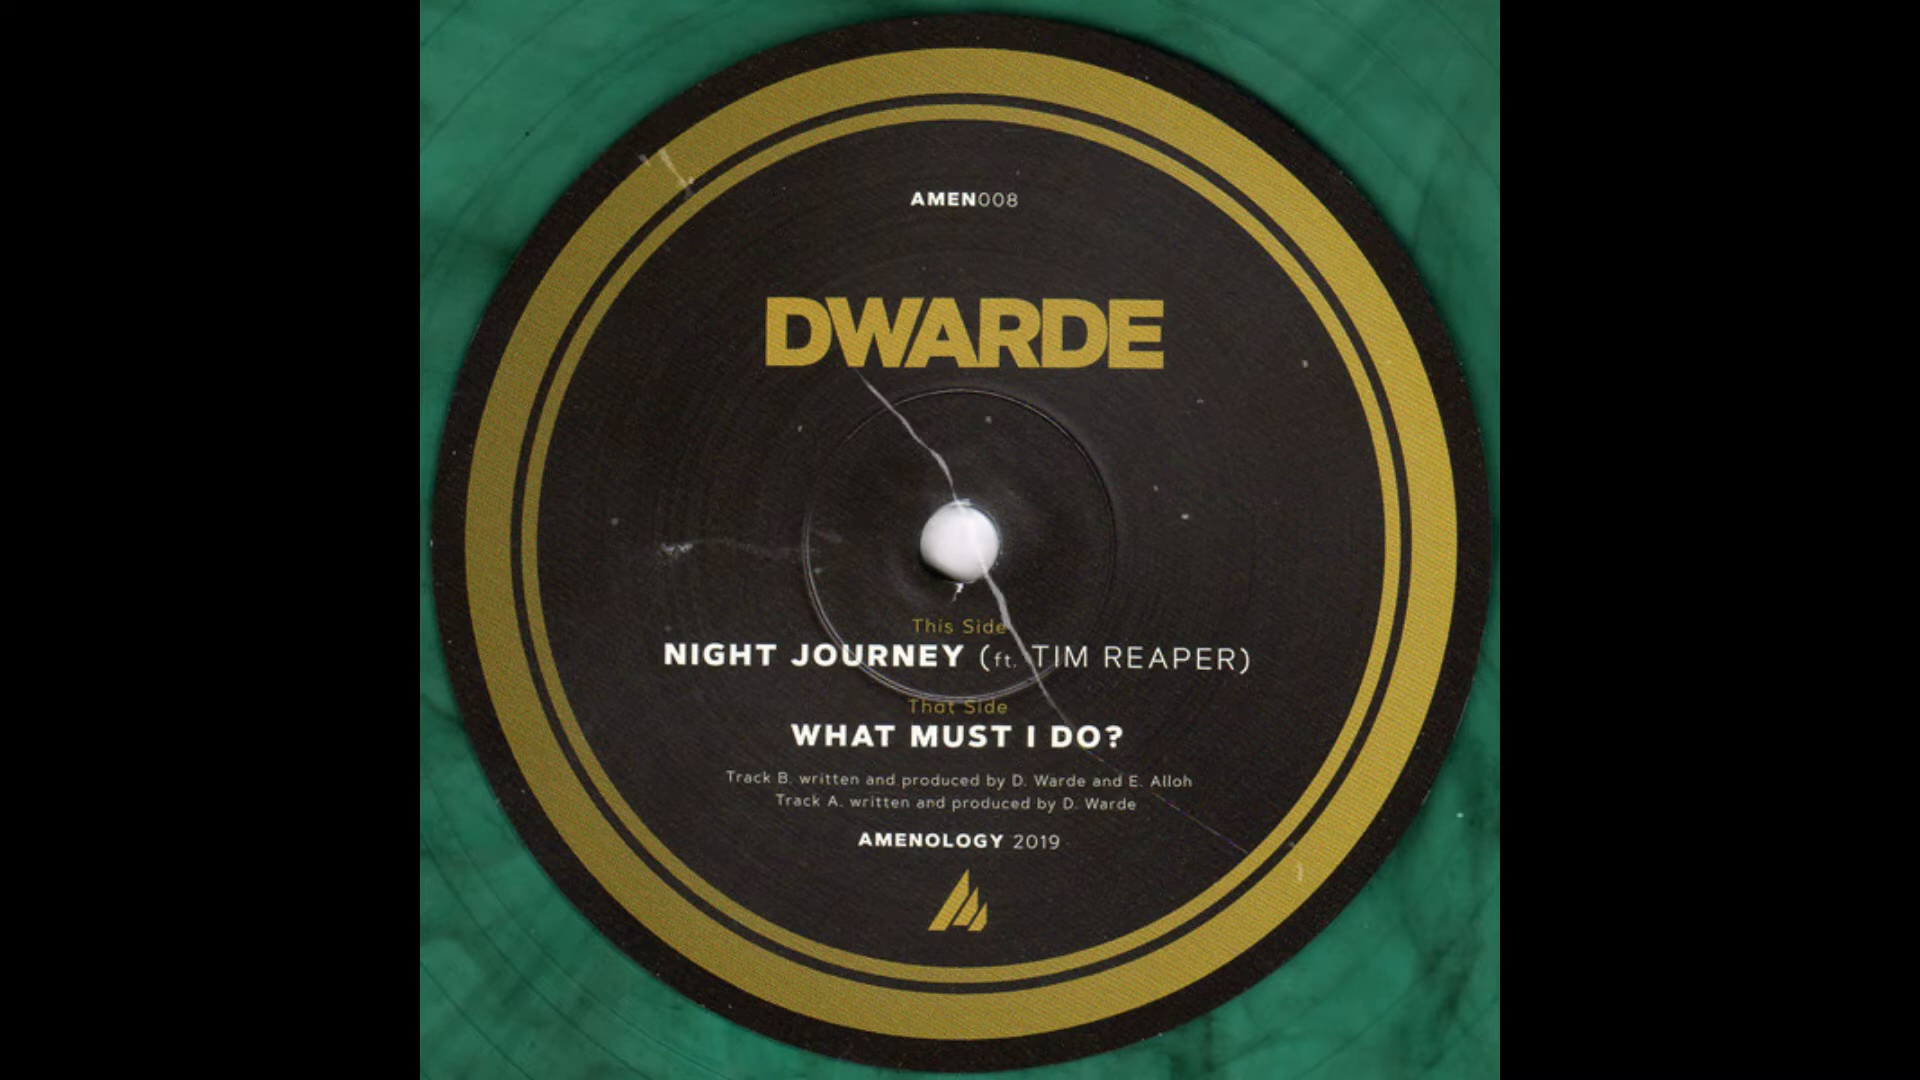 AMEN008
DWARDE
This Side
NIGHT JOURNEY (ft. TIM REAPER)
That Side
WHAT MUST I DO?
Track B. written and produced by D. Warde and E. Alloh
Track A. written and produced by D. Warde
AMENOLOGY 2019